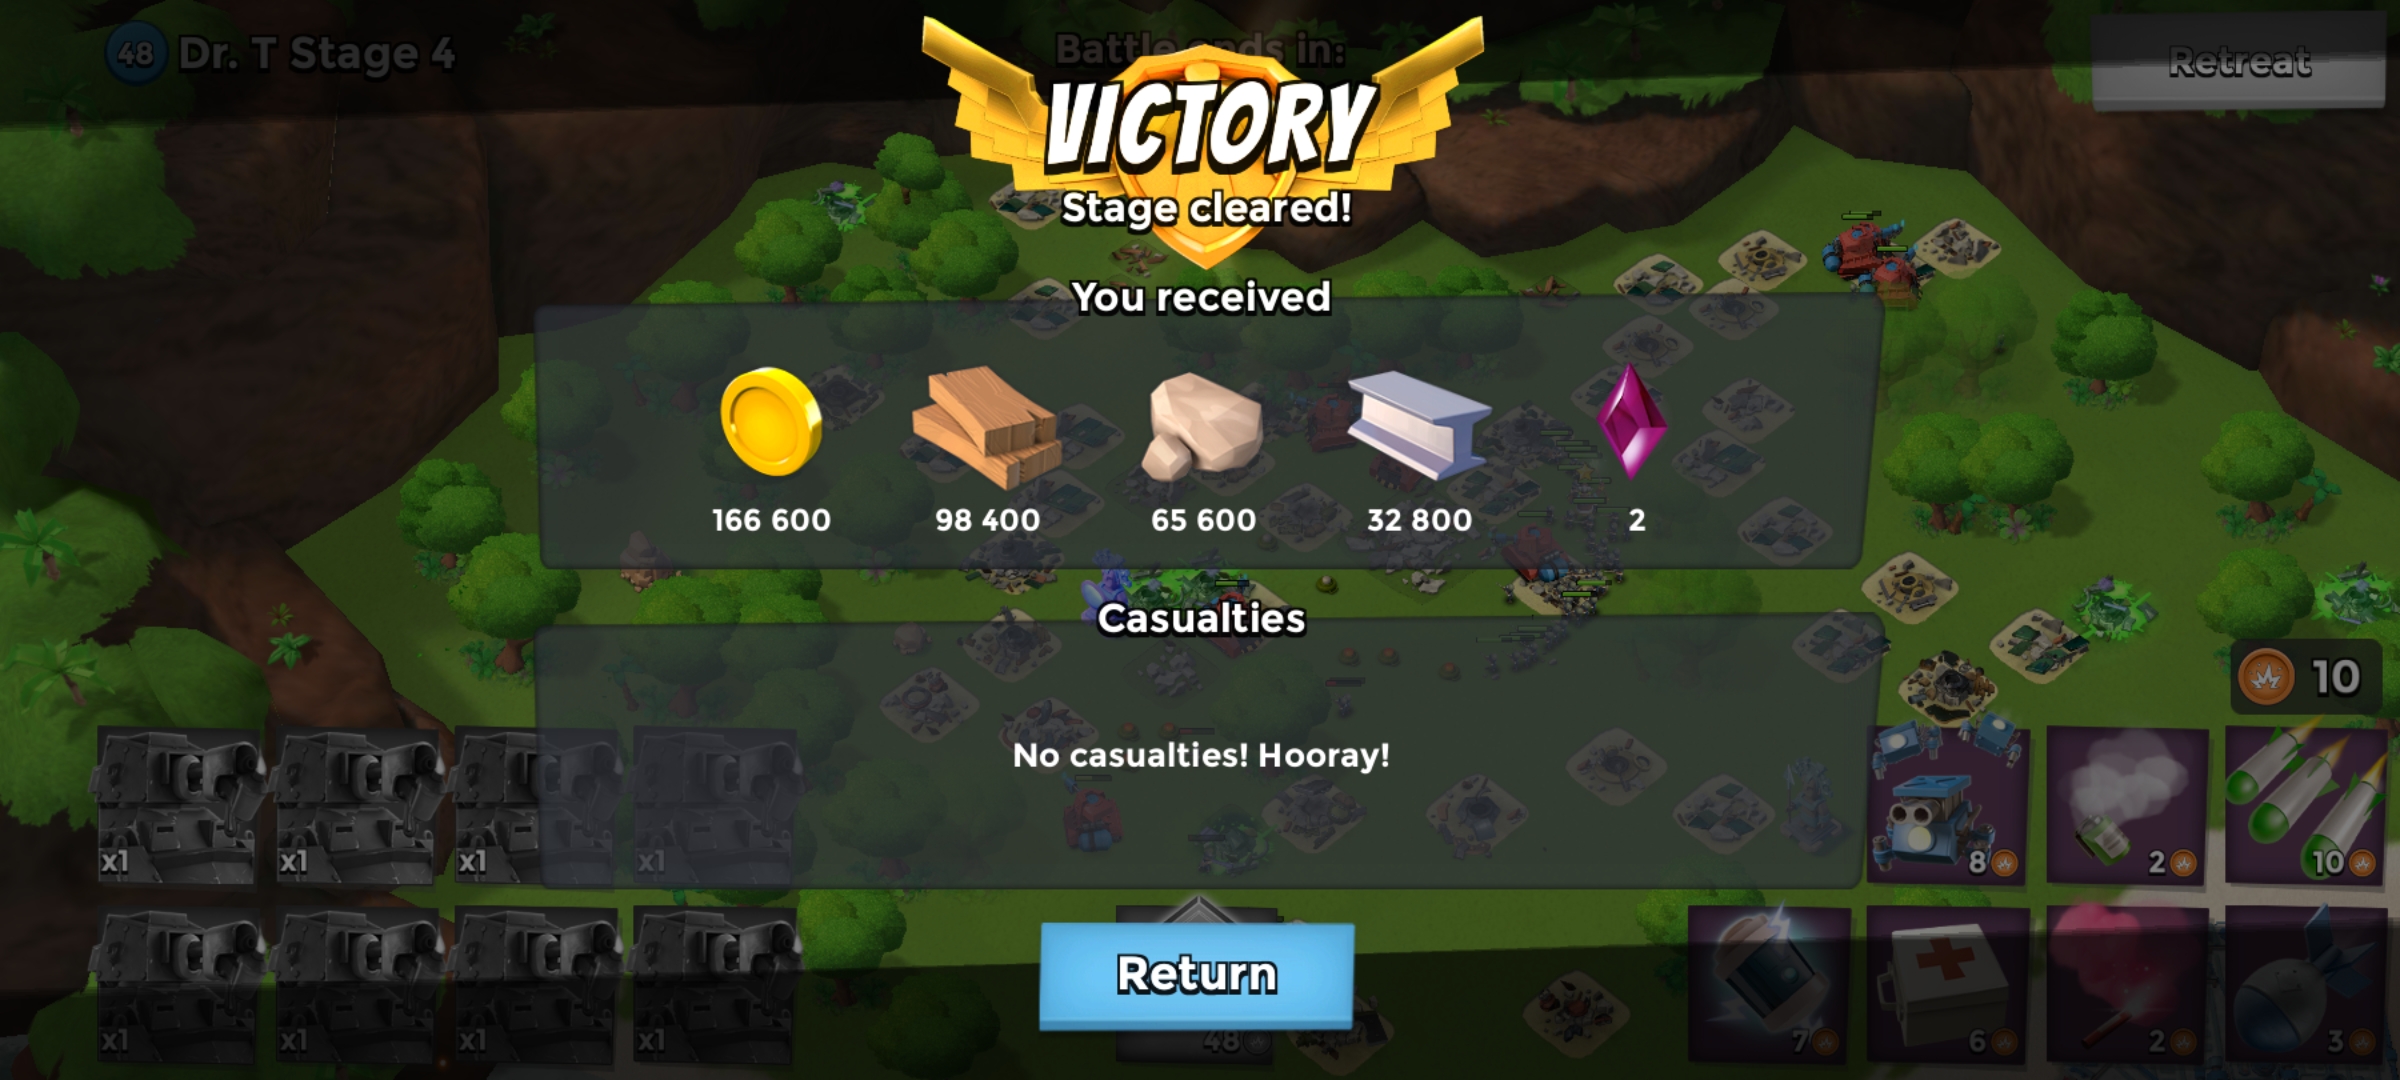 48 Dr. T Stage 4
Battle ends in:
Retreat
VICTORY
Stage cleared!
You received
166 600
98 400
65 600
32 800
2
Casualties
No casualties! Hooray!
10
x1
x1
x1
x1
8
2
10
x1
x1
x1
x1
Return
48
7
6
2
3